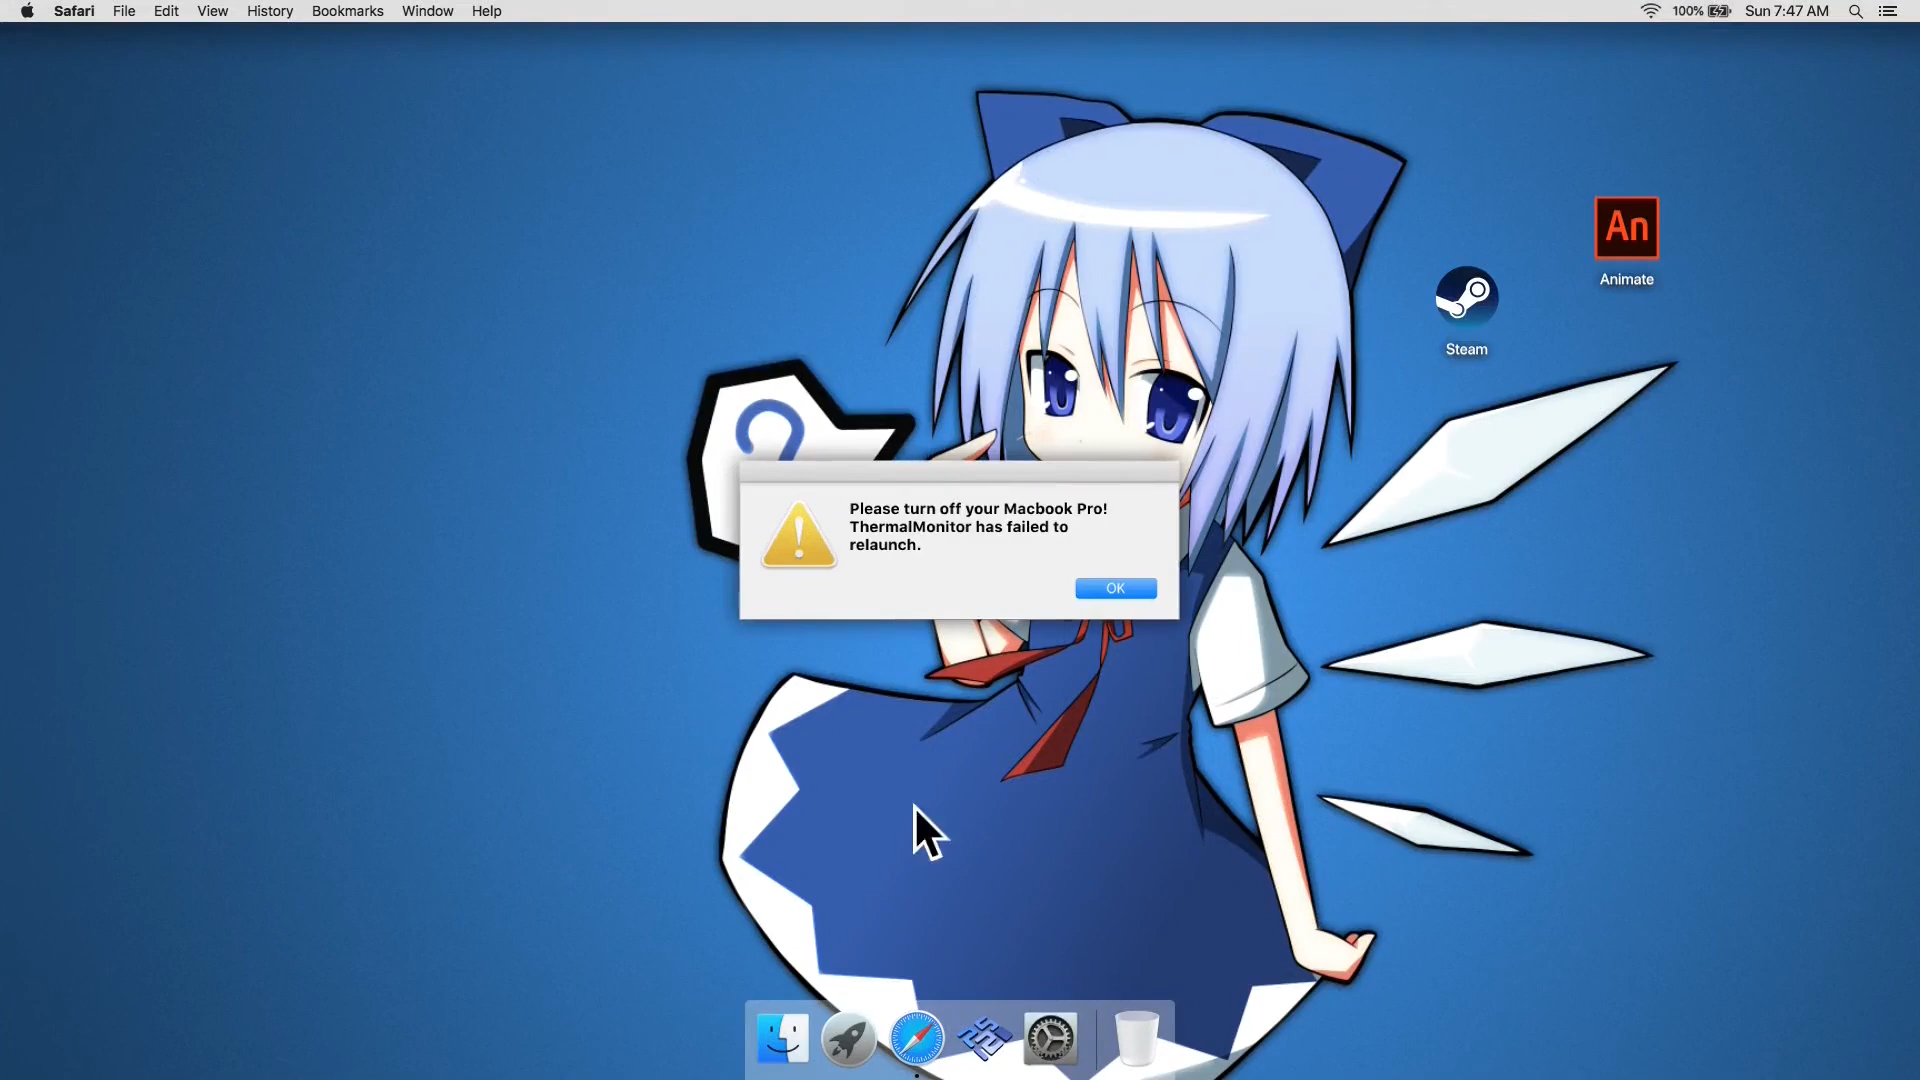 Safari File Edit View History Bookmarks Window Help 100% Sun 7:47 AM
An
Animate
Steam
Please turn off your Macbook Pro!
ThermalMonitor has failed to
relaunch.
OK